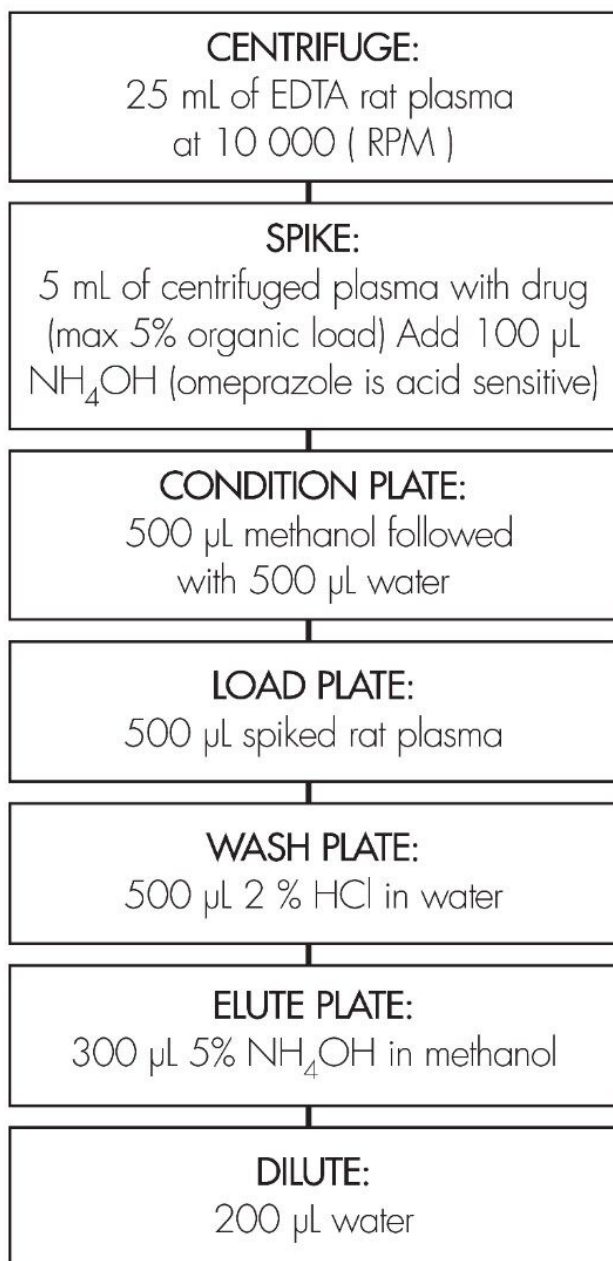 CENTRIFUGE:
25 mL of EDTA rat plasma
at 10 000 ( RPM )
SPIKE:
5 mL of centrifuged plasma with drug
(max 5% organic load) Add 100 µL
NH₄OH (omeprazole is acid sensitive)
CONDITION PLATE:
500 µL methanol followed
with 500 µL water
LOAD PLATE:
500 µL spiked rat plasma
WASH PLATE:
500 µL 2 % HCl in water
ELUTE PLATE:
300 µL 5% NH₄OH in methanol
DILUTE:
200 µL water